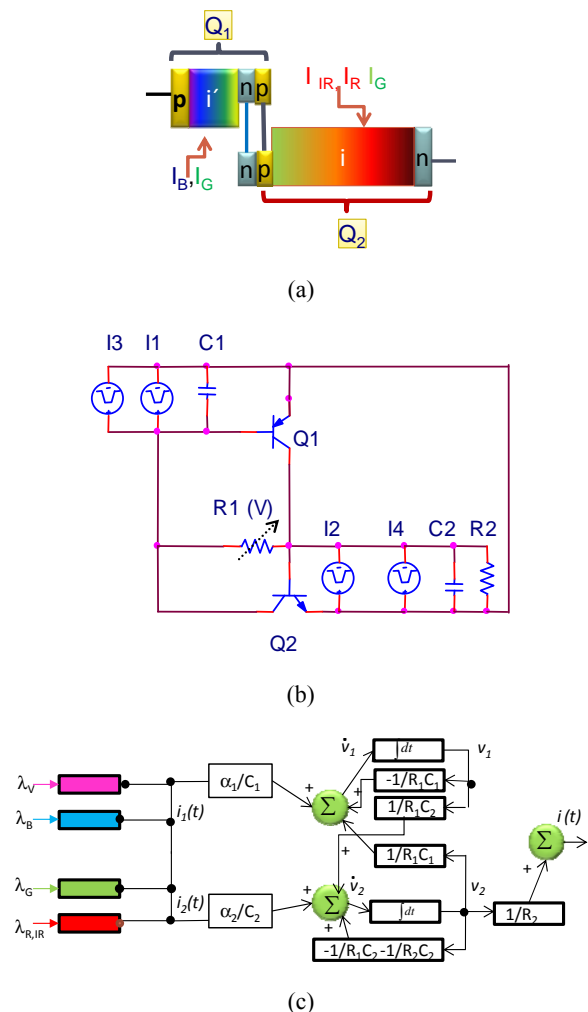 Q1
I IR, IR IG
p i´ n p
IB,IG
n p i n
Q2
(a)
I3 I1 C1
Q1
R1 (V)
I2 I4 C2 R2
Q2
(b)
λV
λB
λG
λR,IR
i1(t)
i2(t)
α1/C1
α2/C2
+
Σ
v̇1
∫dt
v1
-1/R1C1
1/R1C2
1/R1C1
+
+
+
+
Σ
v̇2
∫dt
v2
-1/R1C2-1/R2C2
+
1/R2
+
Σ
i(t)
(c)